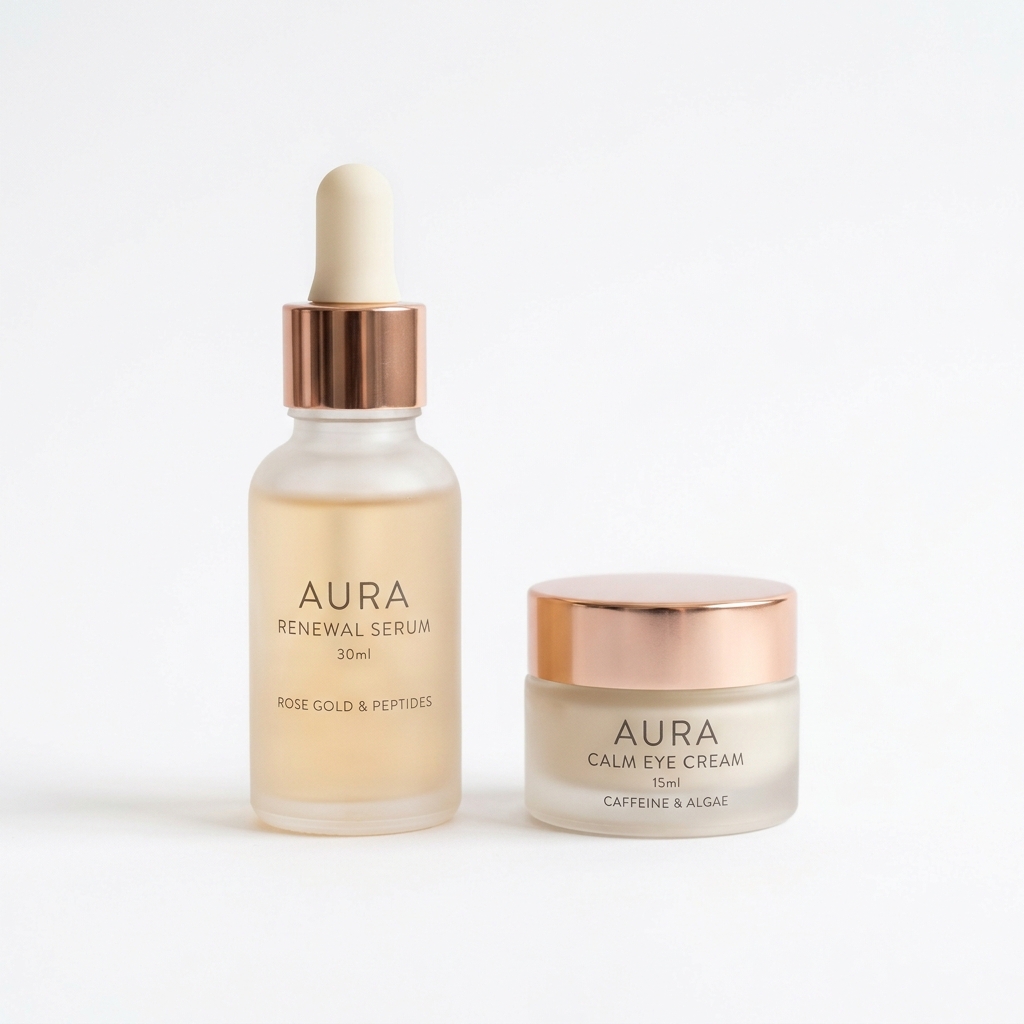 AURA
RENEWAL SERUM
30ml
ROSE GOLD & PEPTIDES
AURA
CALM EYE CREAM
15ml
CAFFEINE & ALGAE